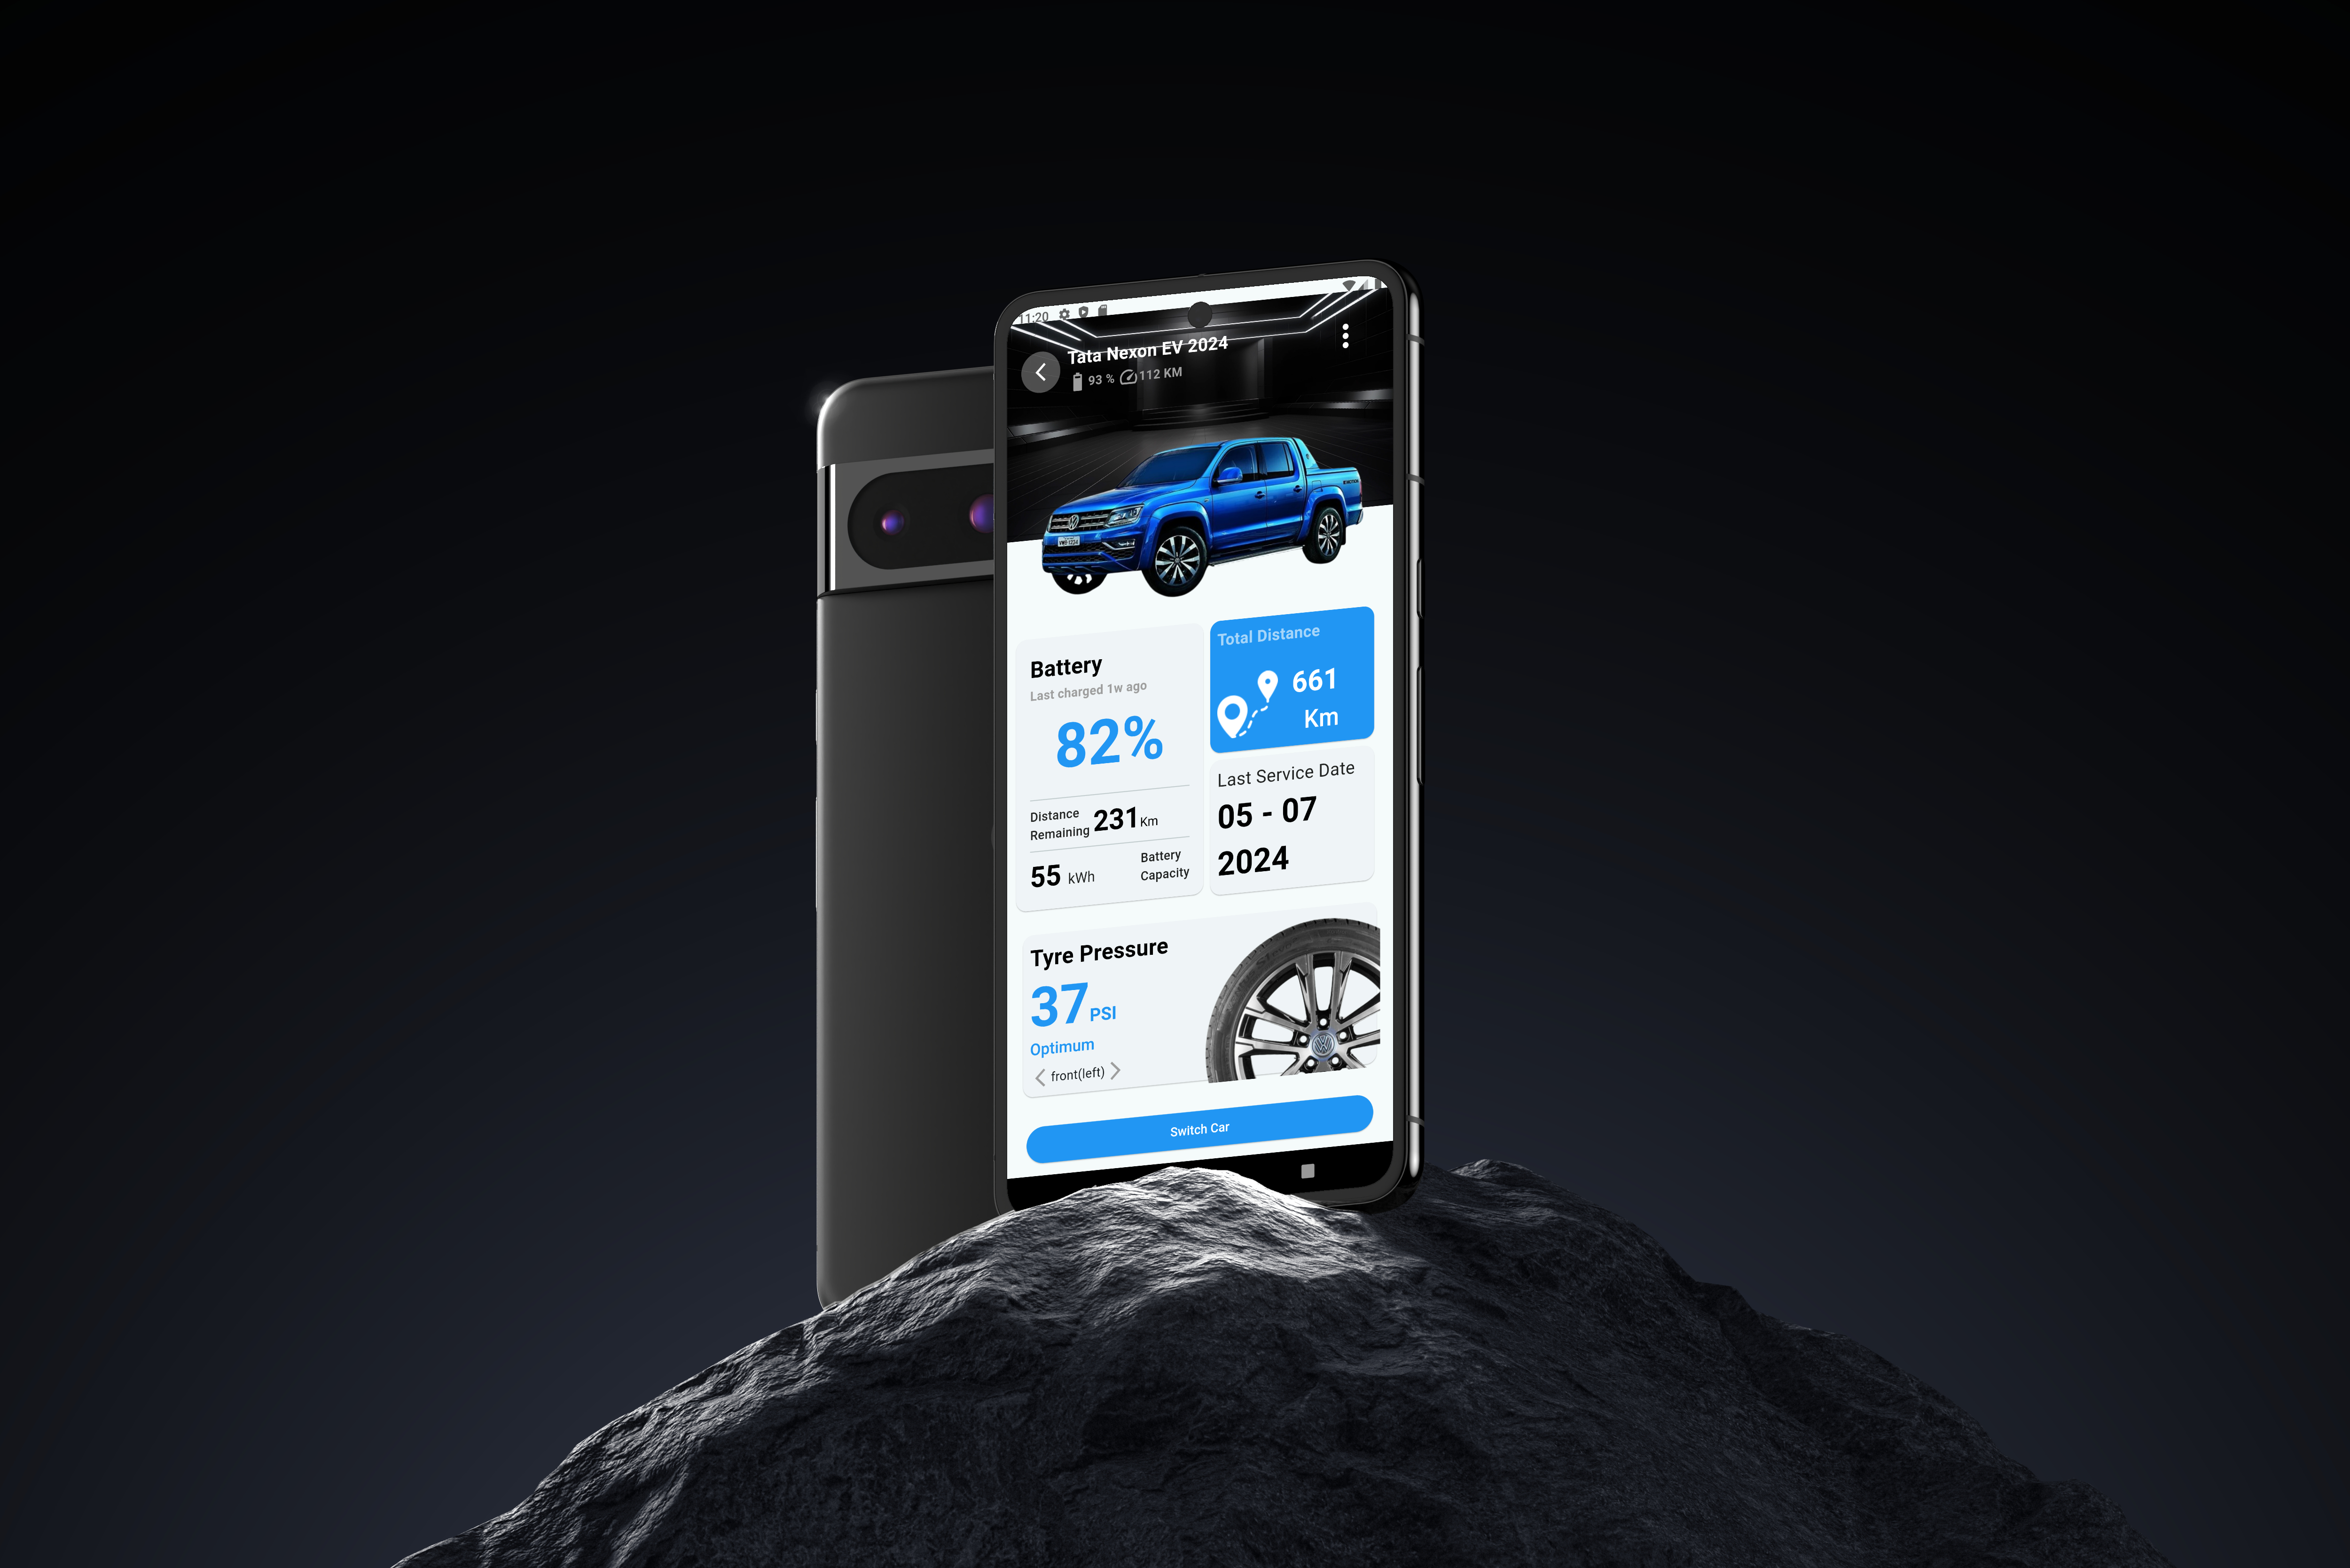 11:20
Tata Nexon EV 2024
93 % 112 KM
Battery
Last charged 1w ago
82%
Distance
Remaining 231 Km
55 kWh
Battery
Capacity
Total Distance
661
Km
Last Service Date
05 - 07
2024
Tyre Pressure
37 PSI
Optimum
front(left)
Switch Car